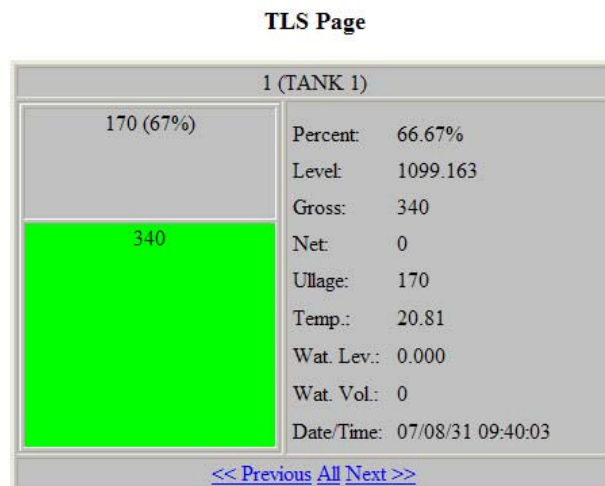 TLS Page
1 (TANK 1)
170 (67%)
340
Percent: 66.67%
Level: 1099.163
Gross: 340
Net: 0
Ullage: 170
Temp.: 20.81
Wat. Lev.: 0.000
Wat. Vol.: 0
Date/Time: 07/08/31 09:40:03
<< Previous All Next >>